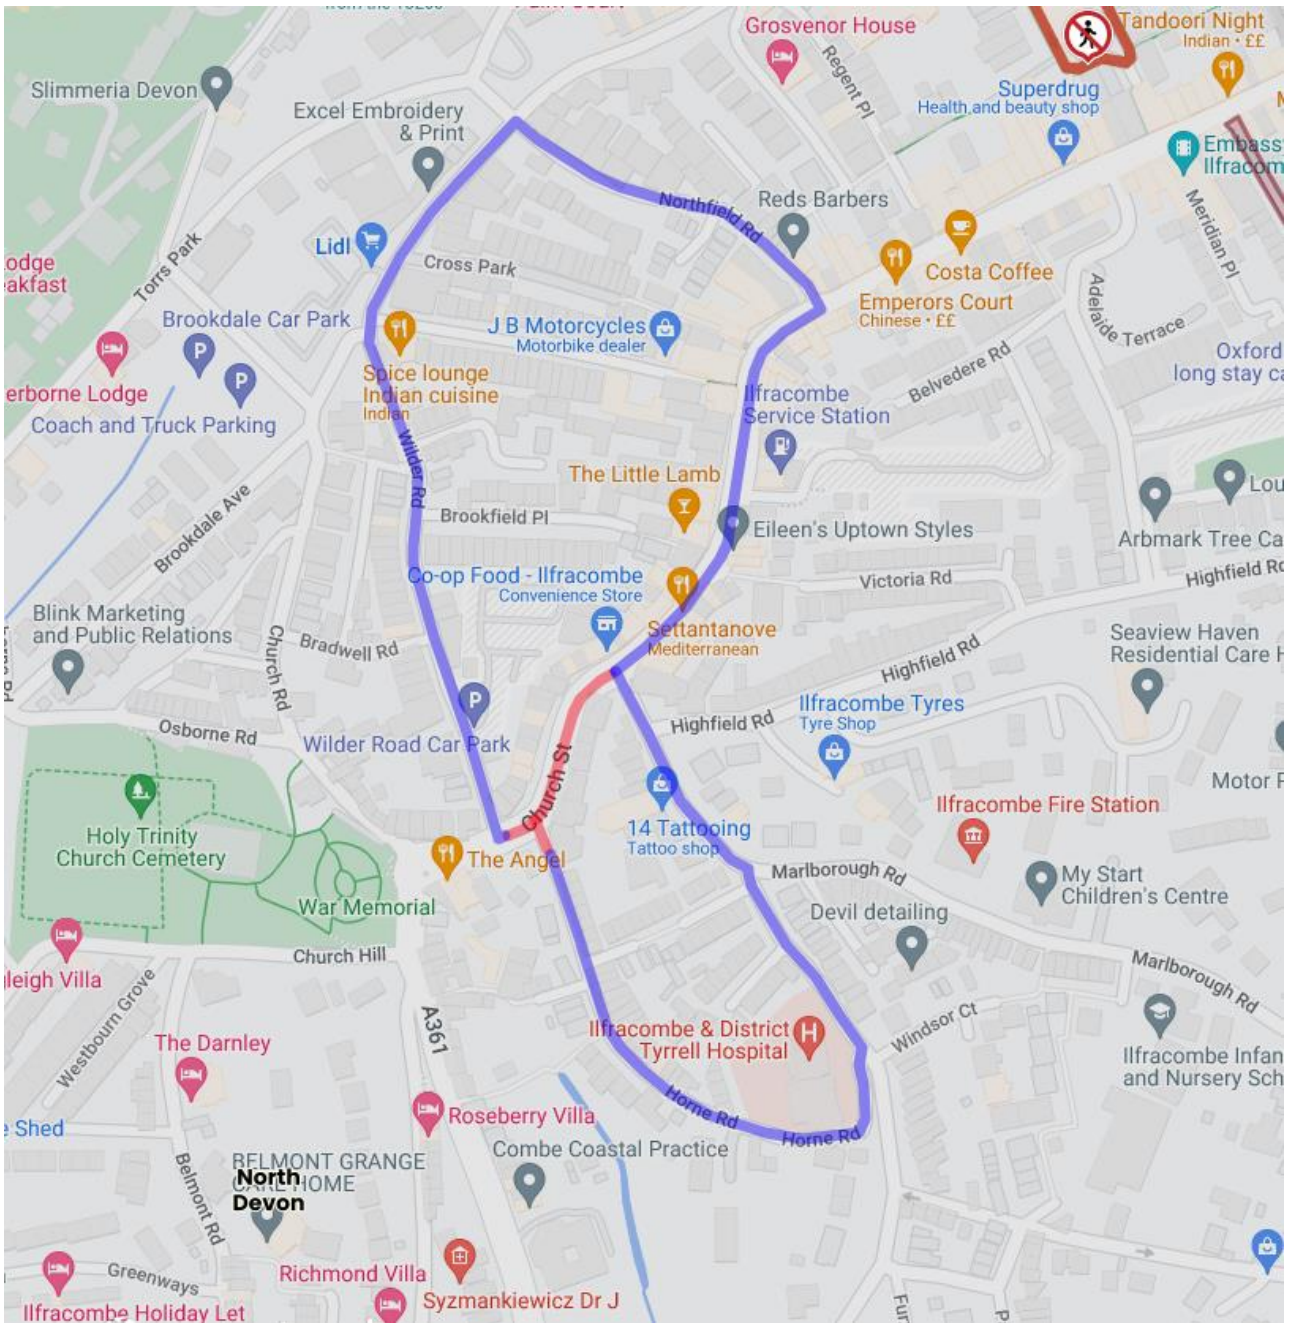 Grosvenor House
Tandoori Night
Indian • ££
Slimmeria Devon
Regent Pl
Superdrug
Health and beauty shop
Excel Embroidery
& Print
Embass
Ilfracom
Northfield Rd
Reds Barbers
Meridian Pl
Lidl
Torrs Park
Cross Park
odge
akfast
Costa Coffee
Emperors Court
Chinese • ££
Adelaide Terrace
Brookdale Car Park
J B Motorcycles
Motorbike dealer
Oxford
long stay ca
Belvedere Rd
erborne Lodge
Spice lounge
Indian cuisine
Indian
Ilfracombe
Service Station
Coach and Truck Parking
Wilder Rd
The Little Lamb
Lou
Brookfield Pl
Eileen's Uptown Styles
Arbmark Tree Ca
Brookdale Ave
Co-op Food - Ilfracombe
Convenience Store
Victoria Rd
Highfield Rd
Blink Marketing
and Public Relations
Church Rd
Bradwell Rd
Settantanove
Mediterranean
Highfield Rd
Seaview Haven
Residential Care H
Osborne Rd
Wilder Road Car Park
Church St
Highfield Rd
Ilfracombe Tyres
Tyre Shop
Motor P
Holy Trinity
Church Cemetery
The Angel
14 Tattooing
Tattoo shop
Ilfracombe Fire Station
War Memorial
Marlborough Rd
My Start
Children's Centre
Devil detailing
Church Hill
leigh Villa
Westbourn Grove
Marlborough Rd
A361
Ilfracombe & District
Tyrrell Hospital
Windsor Ct
The Darnley
Ilfracombe Infan
and Nursery Sch
Roseberry Villa
Horne Rd
Horne Rd
e Shed
Combe Coastal Practice
Belmont Rd
BELMONT GRANGE
CARE HOME
North
Devon
Greenways
Richmond Villa
Syzmankiewicz Dr J
Ilfracombe Holiday Let